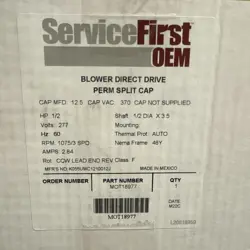 ServiceFirst
OEM
BLOWER DIRECT DRIVE
PERM SPLIT CAP
CAP MFD. 12.5 CAP VAC. 370 CAP NOT SUPPLIED
HP: 1/2 Shaft: 1/2 DIA X 3.5
Volts: 277 Mounting:
Hz: 60 Thermal Prot.: AUTO
RPM: 1075/3 SPD Nema Frame: 48Y
AMPS: 2.84
Rot.: CQW LEAD END REV Class: F
MADE IN MEXICO
ORDER NUMBER PART NUMBER QTY
MOT18977 1
DATE
MOT18977